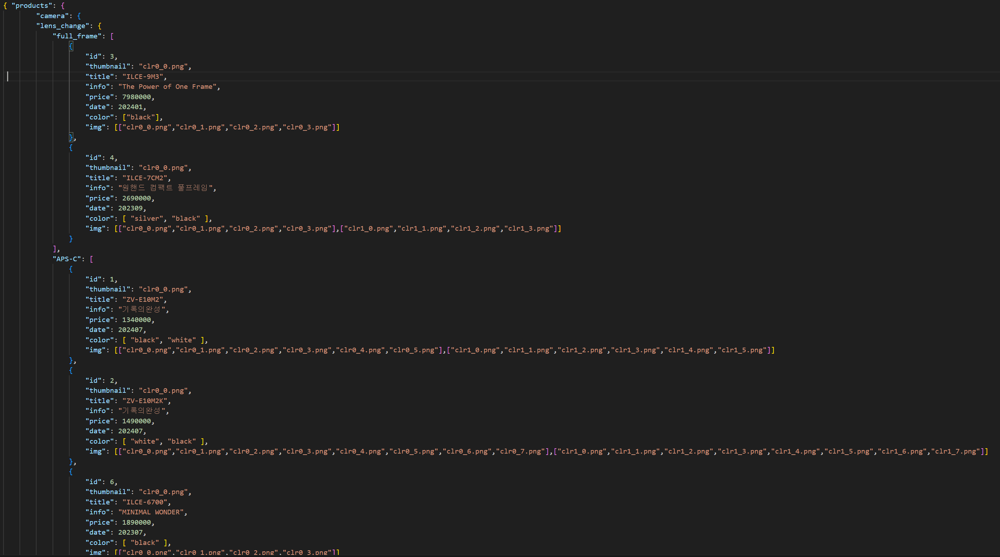 { "products": {
"camera": {
"lens_change": {
"full_frame": [
{
"id": 3,
"thumbnail": "clr0_0.png",
"title": "ILCE-9M3",
"info": "The Power of One Frame",
"price": 7980000,
"date": 202401,
"color": ["black"],
"img": [["clr0_0.png","clr0_1.png","clr0_2.png","clr0_3.png"]]
},
{
"id": 4,
"thumbnail": "clr0_0.png",
"title": "ILCE-7CM2",
"info": "원핸드 컴팩트 풀프레임",
"price": 2690000,
"date": 202309,
"color": [ "silver", "black" ],
"img": [["clr0_0.png","clr0_1.png","clr0_2.png","clr0_3.png"],["clr1_0.png","clr1_1.png","clr1_2.png","clr1_3.png"]]
}
],
"APS-C": [
{
"id": 1,
"thumbnail": "clr0_0.png",
"title": "ZV-E10M2",
"info": "기록의완성",
"price": 1340000,
"date": 202407,
"color": [ "black", "white" ],
"img": [["clr0_0.png","clr0_1.png","clr0_2.png","clr0_3.png","clr0_4.png","clr0_5.png"],["clr1_0.png","clr1_1.png","clr1_2.png","clr1_3.png","clr1_4.png","clr1_5.png"]]
},
{
"id": 2,
"thumbnail": "clr0_0.png",
"title": "ZV-E10M2K",
"info": "기록의완성",
"price": 1490000,
"date": 202407,
"color": [ "white", "black" ],
"img": [["clr0_0.png","clr0_1.png","clr0_2.png","clr0_3.png","clr0_4.png","clr0_5.png","clr0_6.png","clr0_7.png"],["clr1_0.png","clr1_1.png","clr1_2.png","clr1_3.png","clr1_4.png","clr1_5.png","clr1_6.png","clr1_7.png"]]
},
{
"id": 6,
"thumbnail": "clr0_0.png",
"title": "ILCE-6700",
"info": "MINIMAL WONDER",
"price": 1890000,
"date": 202307,
"color": [ "black" ],
"img": [["clr0_0.png","clr0_1.png","clr0_2.png","clr0_3.png"]]